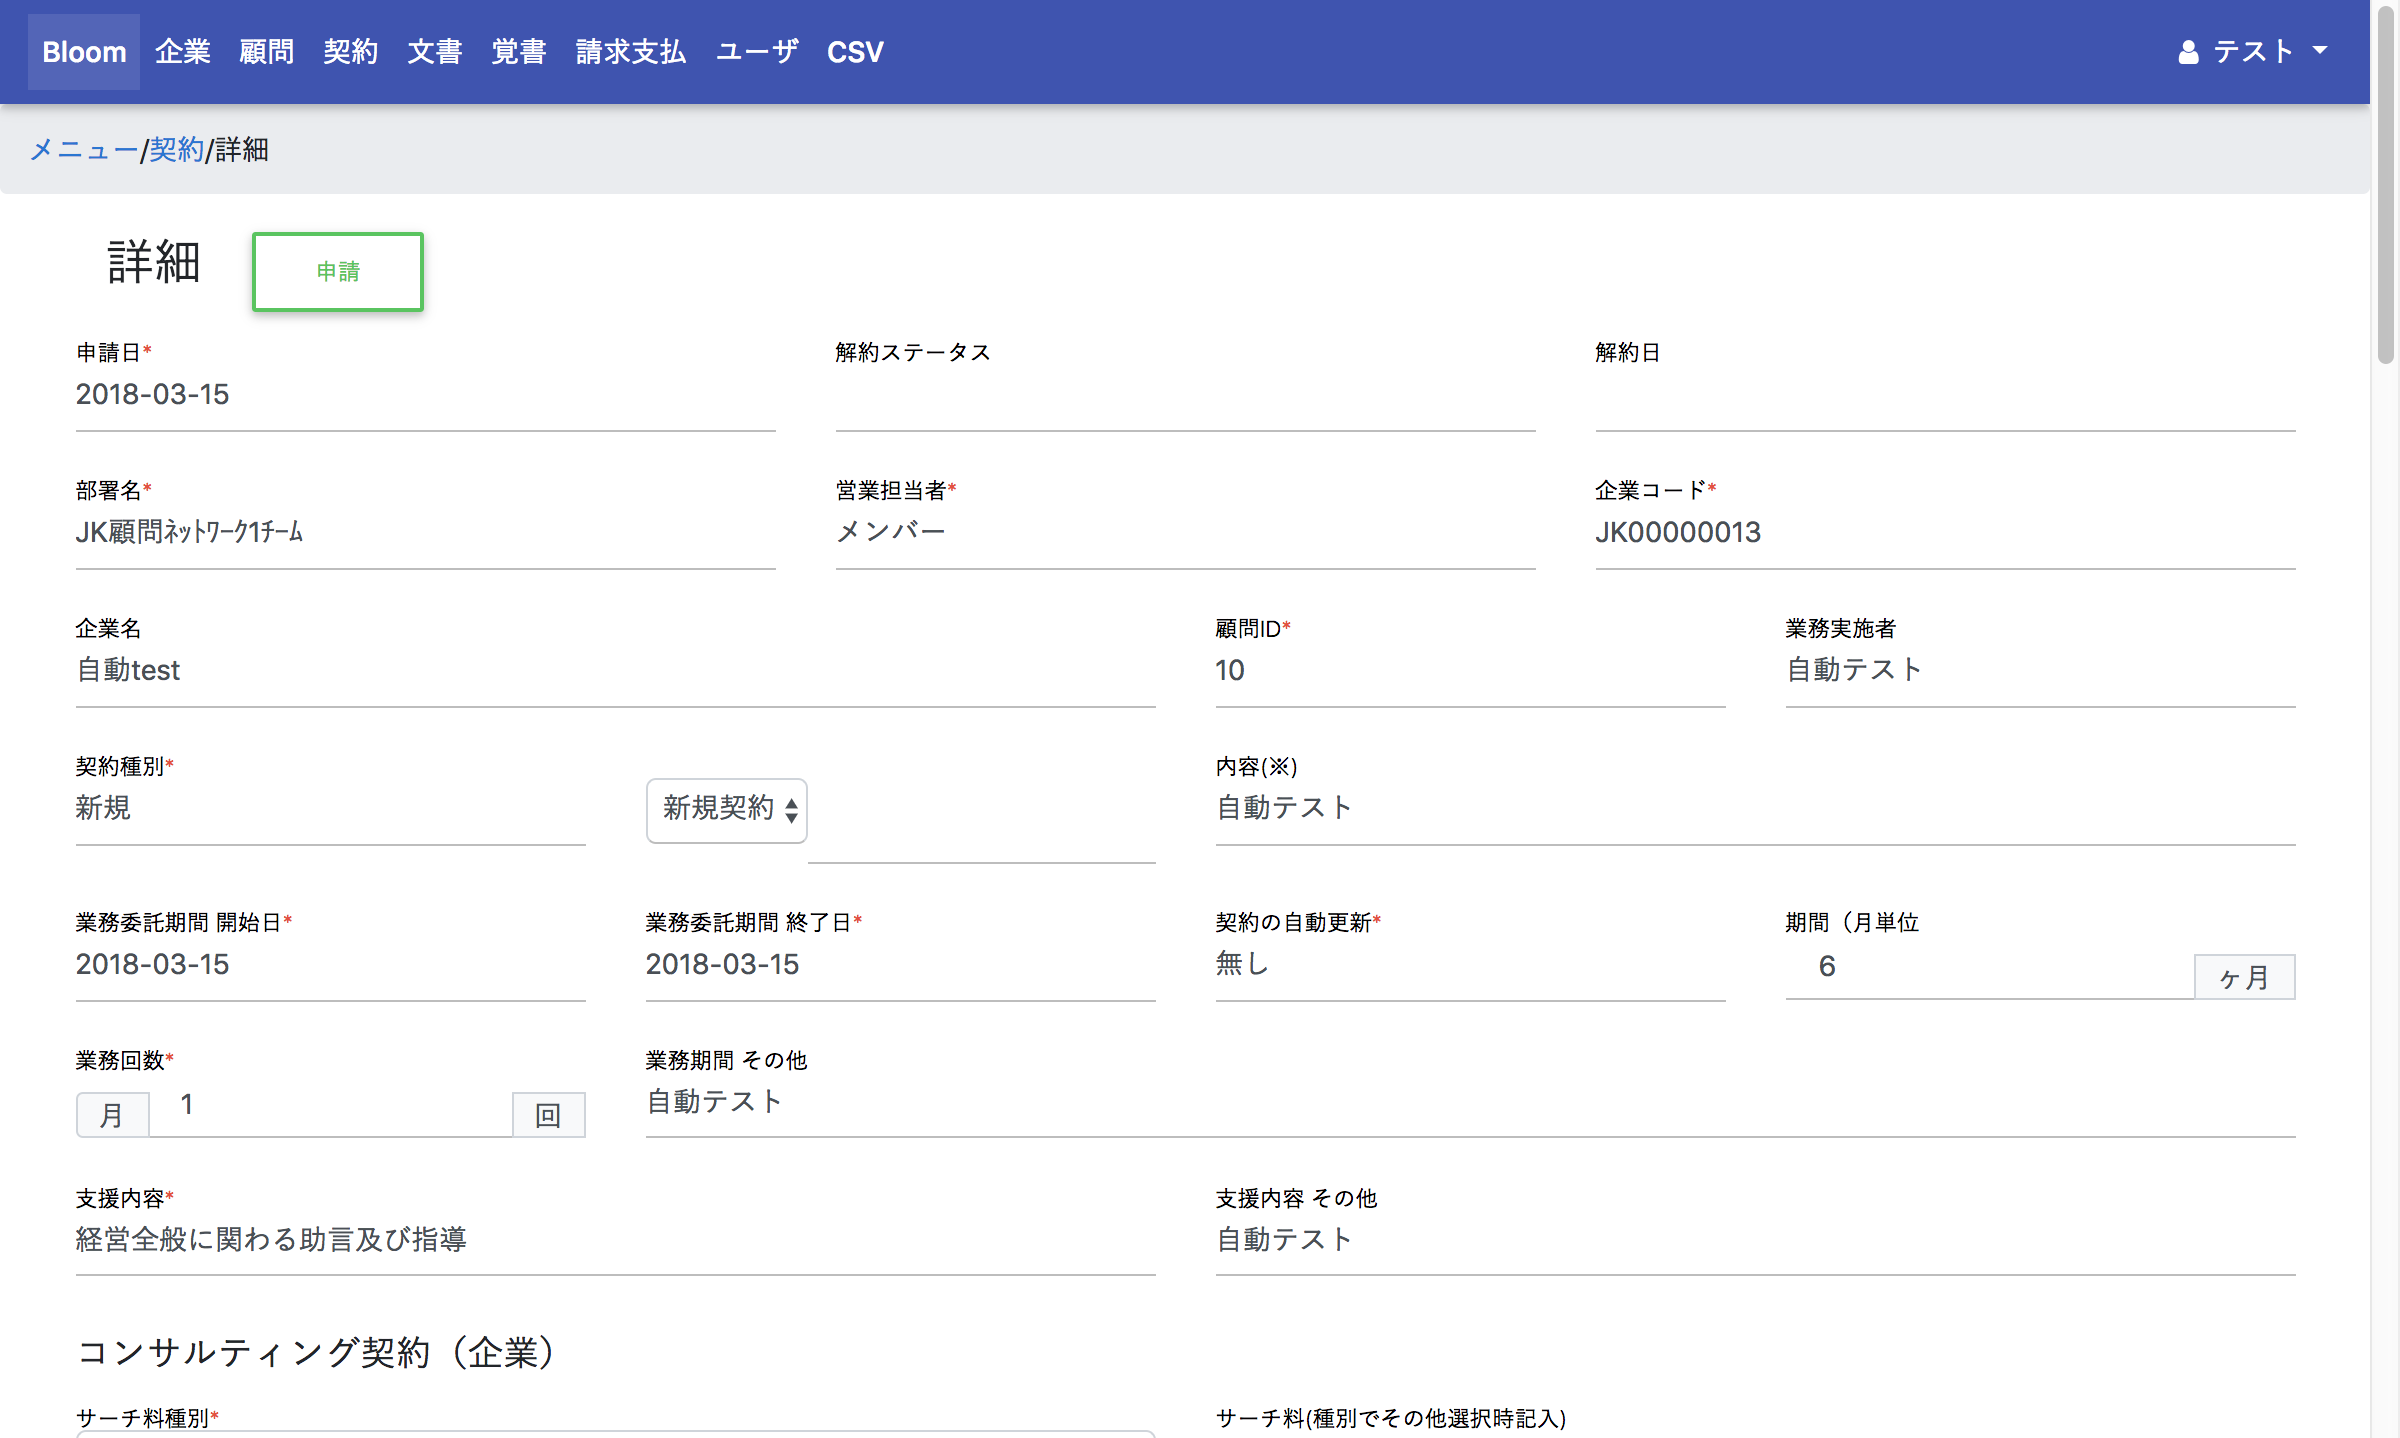 Bloom 企業 顧問 契約 文書 覚書 請求支払 ユーザ CSV テスト
メニュー/契約/詳細
詳細 申請
申請日* 解約ステータス 解約日
2018-03-15
部署名* 営業担当者* 企業コード*
JK顧問ﾈｯﾄﾜｰｸ1ﾁｰﾑ メンバー JK00000013
企業名 顧問ID* 業務実施者
自動test 10 自動テスト
契約種別* 内容(※)
新規 新規契約 自動テスト
業務委託期間 開始日* 業務委託期間 終了日* 契約の自動更新* 期間（月単位
2018-03-15 2018-03-15 無し 6 ヶ月
業務回数* 業務期間 その他
月 1 回 自動テスト
支援内容* 支援内容 その他
経営全般に関わる助言及び指導 自動テスト
コンサルティング契約（企業）
サーチ料種別* サーチ料(種別でその他選択時記入)